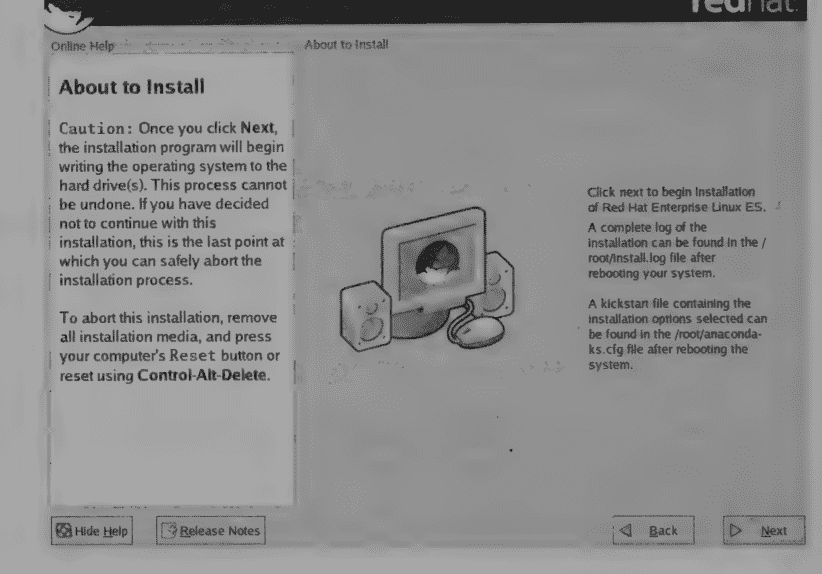 redhat.
Online Help
About to Install
About to Install
Caution: Once you click Next,
the installation program will begin
writing the operating system to the
hard drive(s). This process cannot
be undone. If you have decided
not to continue with this
installation, this is the last point at
which you can safely abort the
installation process.
To abort this installation, remove
all installation media, and press
your computer's Reset button or
reset using Control-Alt-Delete.
Click next to begin installation
of Red Hat Enterprise Linux ES.
A complete log of the
installation can be found in the /
root/install.log file after
rebooting your system.
A kickstart file containing the
installation options selected can
be found in the /root/anaconda-
ks.cfg file after rebooting the
system.
Hide Help
Release Notes
Back
Next